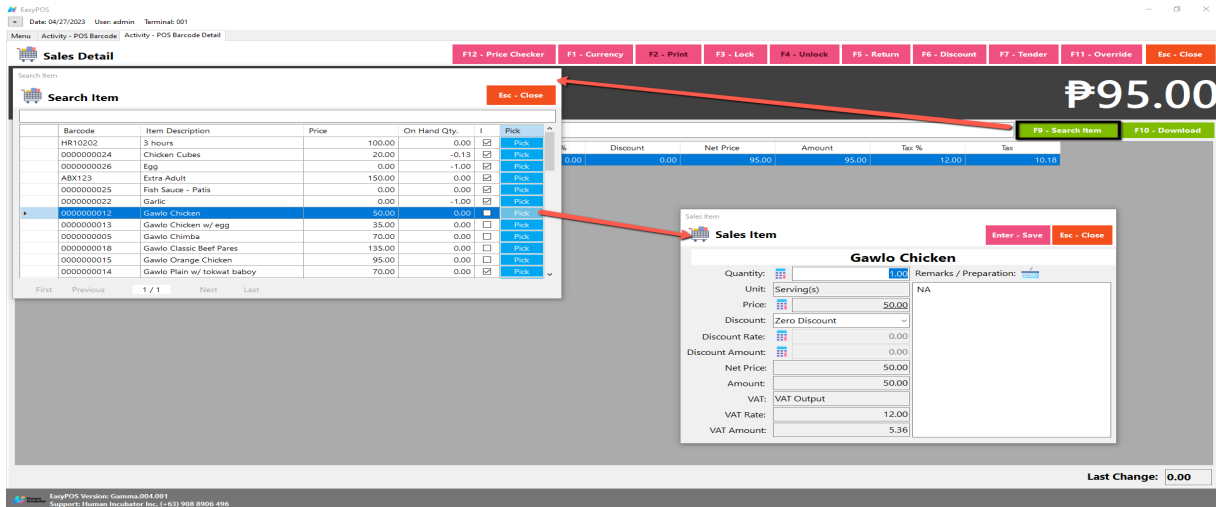 EasyPOS
Date: 04/27/2023 User: admin Terminal: 001
Menu Activity - POS Barcode Activity - POS Barcode Detail
Sales Detail
F12 - Price Checker F1 - Currency F2 - Print F3 - Lock F4 - Unlock F5 - Return F6 - Discount F7 - Tender F11 - Override Esc - Close
₱95.00
F9 - Search Item F10 - Download
% Discount Net Price Amount Tax % Tax
0.00 0.00 95.00 95.00 12.00 10.18
Search Item
Search Item
Esc - Close
Barcode Item Description Price On Hand Qty. I Pick
HR10202 3 hours 100.00 0.00 Pick
0000000024 Chicken Cubes 20.00 -0.13 Pick
0000000026 Egg 0.00 -1.00 Pick
ABX123 Extra Adult 150.00 0.00 Pick
0000000025 Fish Sauce - Patis 0.00 0.00 Pick
0000000022 Garlic 0.00 -1.00 Pick
0000000012 Gawlo Chicken 50.00 0.00 Pick
0000000013 Gawlo Chicken w/ egg 35.00 0.00 Pick
0000000005 Gawlo Chimba 70.00 0.00 Pick
0000000018 Gawlo Classic Beef Pares 135.00 0.00 Pick
0000000015 Gawlo Orange Chicken 95.00 0.00 Pick
0000000014 Gawlo Plain w/ tokwat baboy 70.00 0.00 Pick
First Previous 1 / 1 Next Last
Sales Item
Sales Item
Enter - Save Esc - Close
Gawlo Chicken
Quantity: 1.00 Remarks / Preparation:
Unit: Serving(s) NA
Price: 50.00
Discount: Zero Discount
Discount Rate: 0.00
Discount Amount: 0.00
Net Price: 50.00
Amount: 50.00
VAT: VAT Output
VAT Rate: 12.00
VAT Amount: 5.36
Last Change: 0.00
Human Incubator
EasyPOS Version: Gamma.004.001
Support: Human Incubator Inc. (+63) 908 8906 496